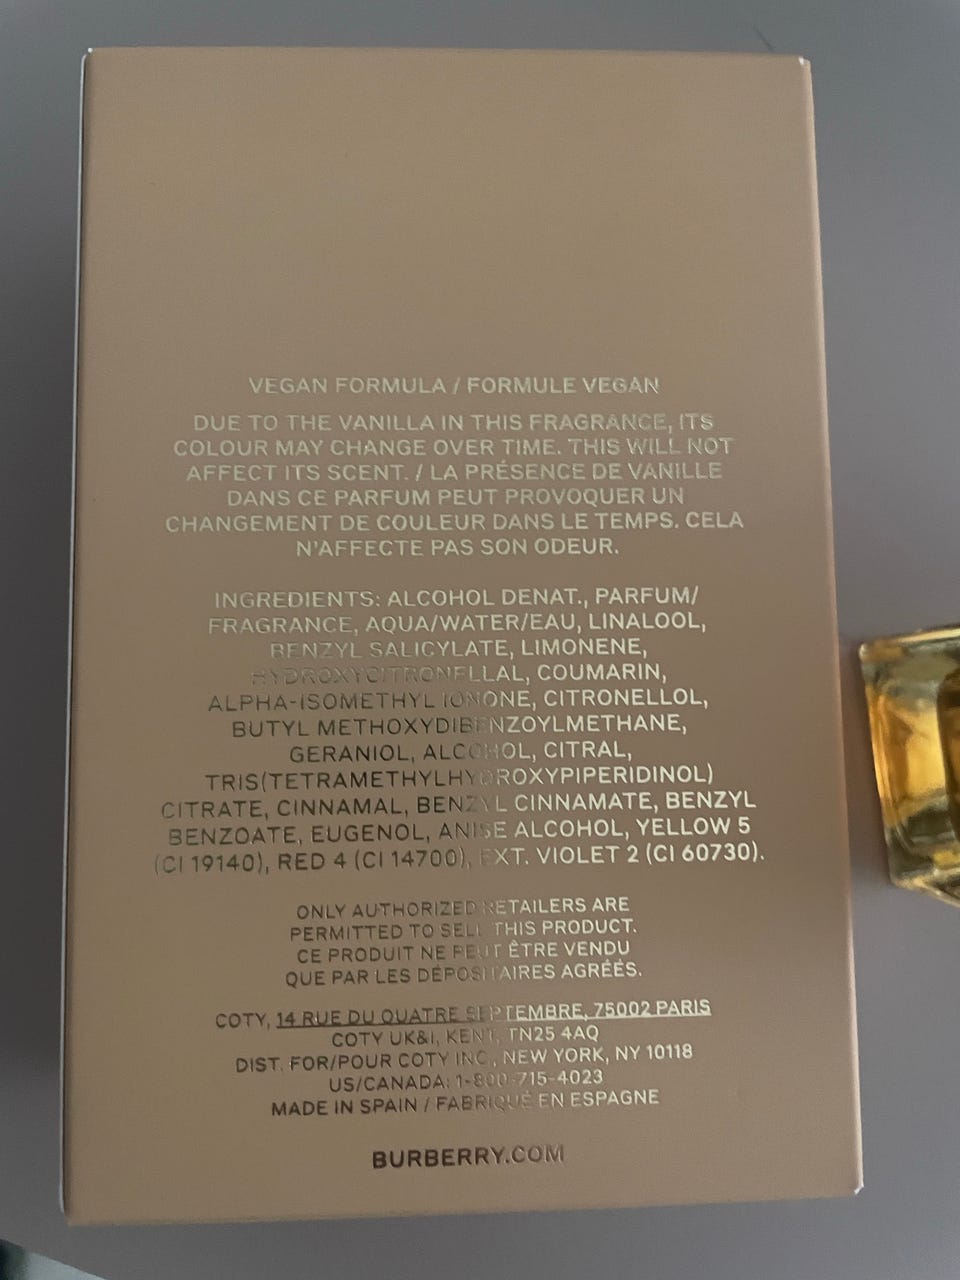 VEGAN FORMULA / FORMULE VEGAN
DUE TO THE VANILLA IN THIS FRAGRANCE, ITS
COLOUR MAY CHANGE OVER TIME. THIS WILL NOT
AFFECT ITS SCENT. / LA PRÉSENCE DE VANILLE
DANS CE PARFUM PEUT PROVOQUER UN
CHANGEMENT DE COULEUR DANS LE TEMPS. CELA
N'AFFECTE PAS SON ODEUR.
INGREDIENTS: ALCOHOL DENAT., PARFUM/
FRAGRANCE, AQUA/WATER/EAU, LINALOOL,
BENZYL SALICYLATE, LIMONENE,
HYDROXYCITRONELLAL, COUMARIN,
ALPHA-ISOMETHYL IONONE, CITRONELLOL,
BUTYL METHOXYDIBENZOYLMETHANE,
GERANIOL, ALCOHOL, CITRAL,
TRIS(TETRAMETHYLHYDROXYPIPERIDINOL)
CITRATE, CINNAMAL, BENZYL CINNAMATE, BENZYL
BENZOATE, EUGENOL, ANISE ALCOHOL, YELLOW 5
(CI 19140), RED 4 (CI 14700), EXT. VIOLET 2 (CI 60730).
ONLY AUTHORIZED RETAILERS ARE
PERMITTED TO SELL THIS PRODUCT.
CE PRODUIT NE PEUT ÊTRE VENDU
QUE PAR LES DÉPOSITAIRES AGRÉÉS.
COTY, 14 RUE DU QUATRE SEPTEMBRE, 75002 PARIS
COTY UK&I, KENT, TN25 4AQ
DIST. FOR/POUR COTY INC., NEW YORK, NY 10118
US/CANADA: 1-800-715-4023
MADE IN SPAIN / FABRIQUÉ EN ESPAGNE
BURBERRY.COM